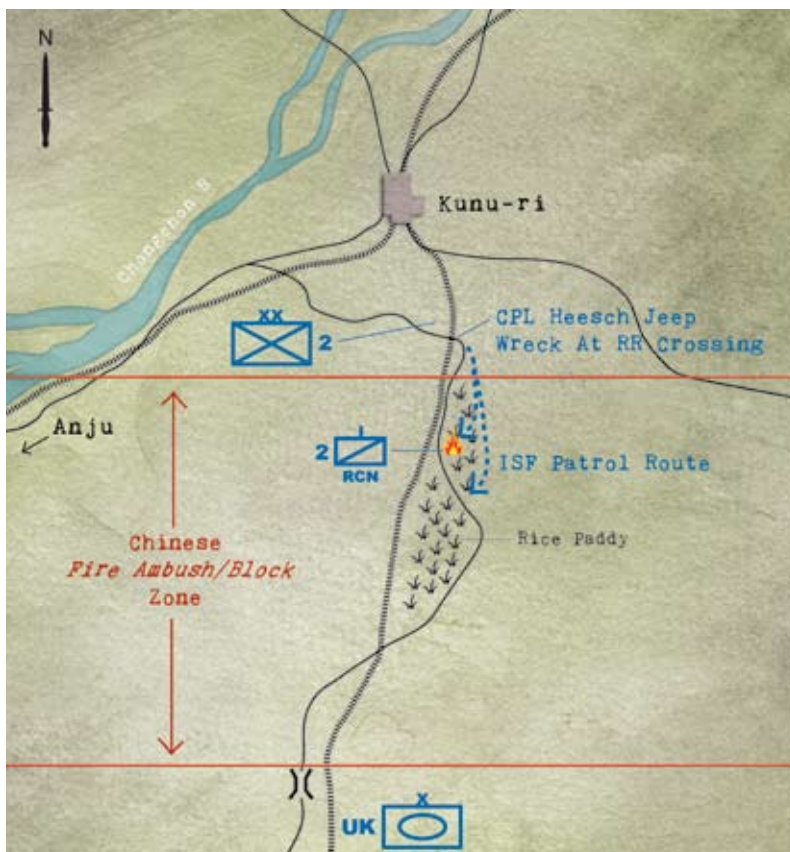 N
Kunu-ri
Chongchon R
XX
2
CPL Heesch Jeep
Wreck At RR Crossing
Anju
2
I
RCN
ISF Patrol Route
Chinese
Fire Ambush/Block
Zone
Rice Paddy
X
UK